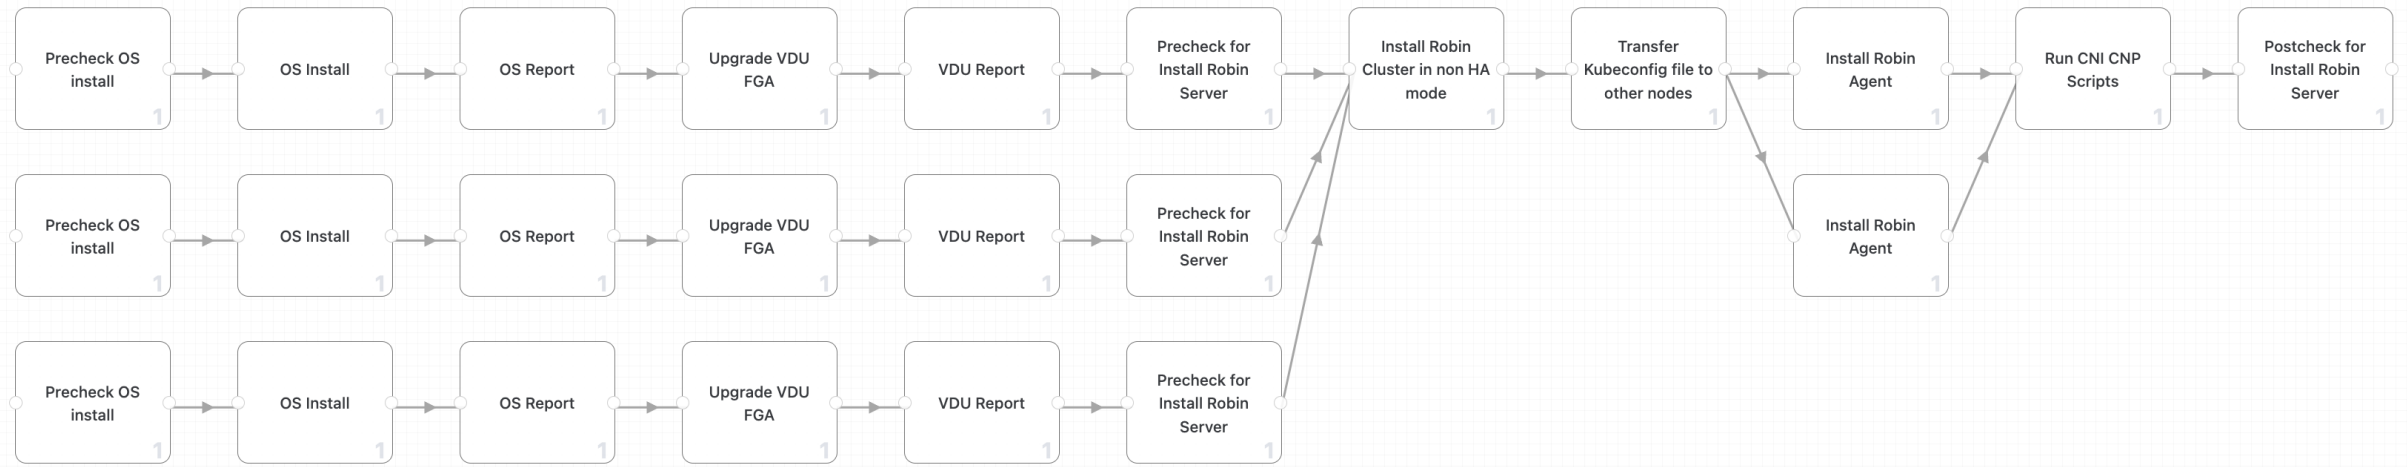 Precheck OS
install
1
OS Install
1
OS Report
1
Upgrade VDU
FGA
1
VDU Report
1
Precheck for
Install Robin
Server
1
Install Robin
Cluster in non HA
mode
1
Transfer
Kubeconfig file to
other nodes
1
Install Robin
Agent
1
Run CNI CNP
Scripts
1
Postcheck for
Install Robin
Server
1
Precheck OS
install
1
OS Install
1
OS Report
1
Upgrade VDU
FGA
1
VDU Report
1
Precheck for
Install Robin
Server
1
Install Robin
Agent
1
Precheck OS
install
1
OS Install
1
OS Report
1
Upgrade VDU
FGA
1
VDU Report
1
Precheck for
Install Robin
Server
1